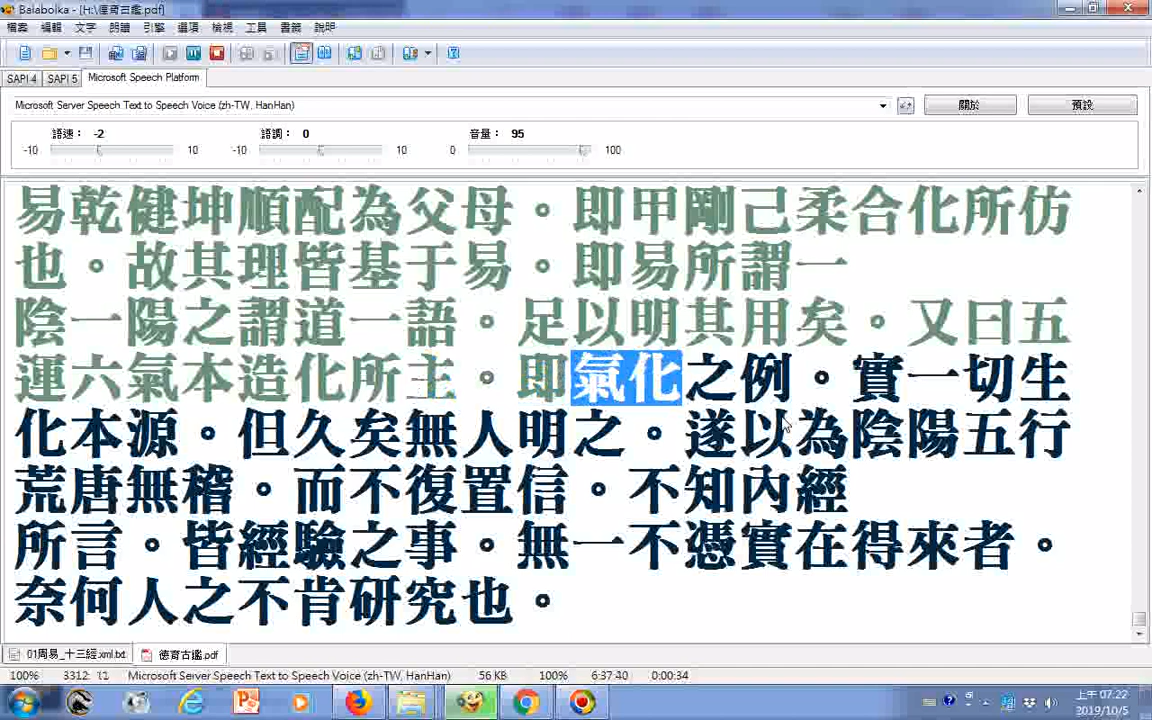 Balabolka - [H:\德育古鑑.pdf]
檔案 編輯 文字 朗讀 引擎 選項 檢視 工具 書籤 說明
SAPI 4 SAPI 5 Microsoft Speech Platform
Microsoft Server Speech Text to Speech Voice (zh-TW, HanHan)
關於 預設
語速： -2 語調： 0 音量： 95
-10 10 -10 10 0 100
易乾健坤順配為父母。即甲剛己柔合化所仿
也。故其理皆基于易。即易所謂一
陰一陽之謂道一語。足以明其用矣。又曰五
運六氣本造化所主。即氣化之例。實一切生
化本源。但久矣無人明之。遂以為陰陽五行
荒唐無稽。而不復置信。不知內經
所言。皆經驗之事。無一不憑實在得來者。
奈何人之不肯研究也。
01周易_十三經.xml.txt 德育古鑑.pdf
100% 3312: 11 Microsoft Server Speech Text to Speech Voice (zh-TW, HanHan) 56 KB 100% 6:37:40 0:00:34
上午 07:22
2019/10/5